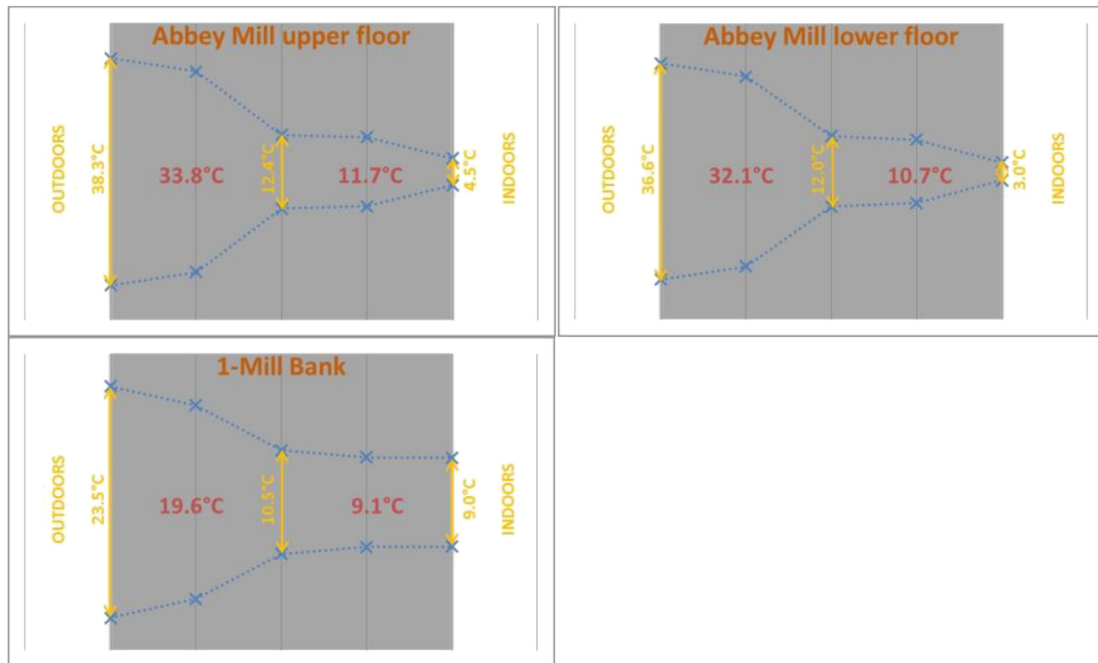 Abbey Mill upper floor
OUTDOORS
38.3°C
33.8°C
12.4°C
11.7°C
4.5°C
INDOORS
Abbey Mill lower floor
OUTDOORS
36.6°C
32.1°C
12.0°C
10.7°C
3.0°C
INDOORS
1-Mill Bank
OUTDOORS
23.5°C
19.6°C
10.5°C
9.1°C
9.0°C
INDOORS